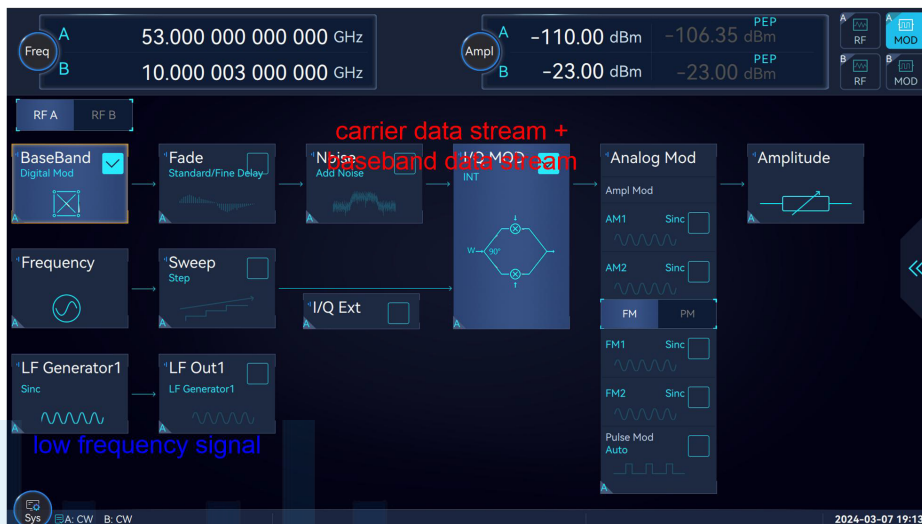 Freq
A 53.000 000 000 000 GHz
B 10.000 003 000 000 GHz
Ampl
PEP
A -110.00 dBm -106.35 dBm
PEP
B -23.00 dBm -23.00 dBm
A RF
A MOD
B RF
B MOD
RF A RF B
carrier data stream +
baseband data stream
BaseBand
Digital Mod
A
Fade
Standard/Fine Delay
A
Noise
Add Noise
A
I/Q MOD
INT
W 90°
A
Analog Mod
Ampl Mod
AM1 Sinc
AM2 Sinc
FM PM
FM1 Sinc
FM2 Sinc
Pulse Mod
Auto
A
Amplitude
A
Frequency
A
Sweep
Step
A
I/Q Ext
A
LF Generator1
Sinc
A
LF Out1
LF Generator1
A
low frequency signal
Sys
A: CW B: CW
2024-03-07 19:13